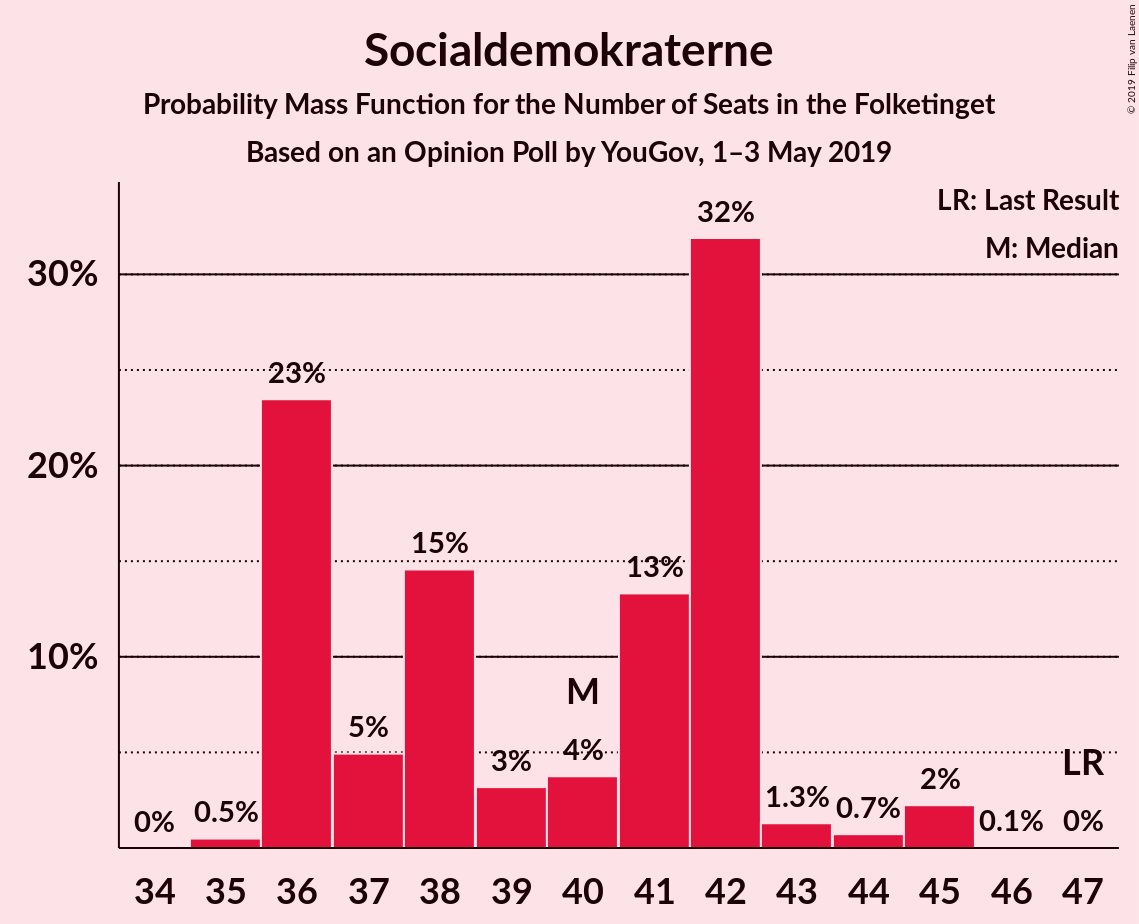 Socialdemokraterne
Probability Mass Function for the Number of Seats in the Folketinget
Based on an Opinion Poll by YouGov, 1–3 May 2019
© 2019 Filip van Laenen
LR: Last Result
M: Median
30%
20%
10%
0%
0.5%
23%
5%
15%
3%
M
4%
13%
32%
1.3%
0.7%
2%
0.1%
LR
0%
34 35 36 37 38 39 40 41 42 43 44 45 46 47